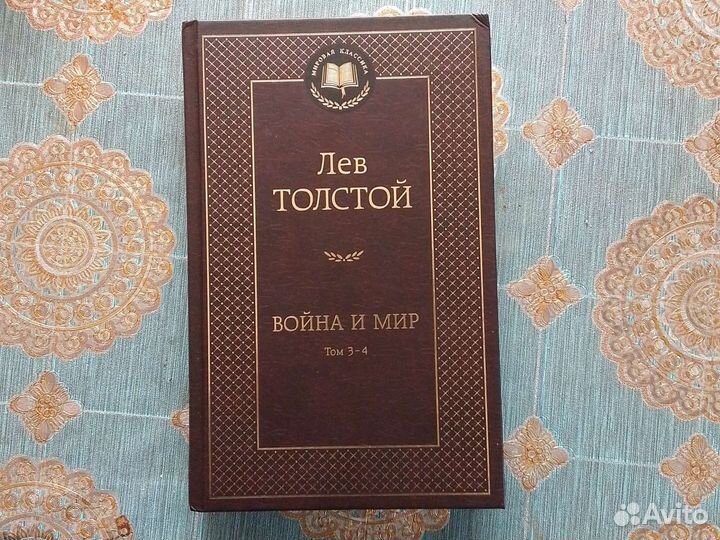 МИРОВАЯ КЛАССИКА
Лев
ТОЛСТОЙ
ВОЙНА И МИР
Том 3–4
Avito